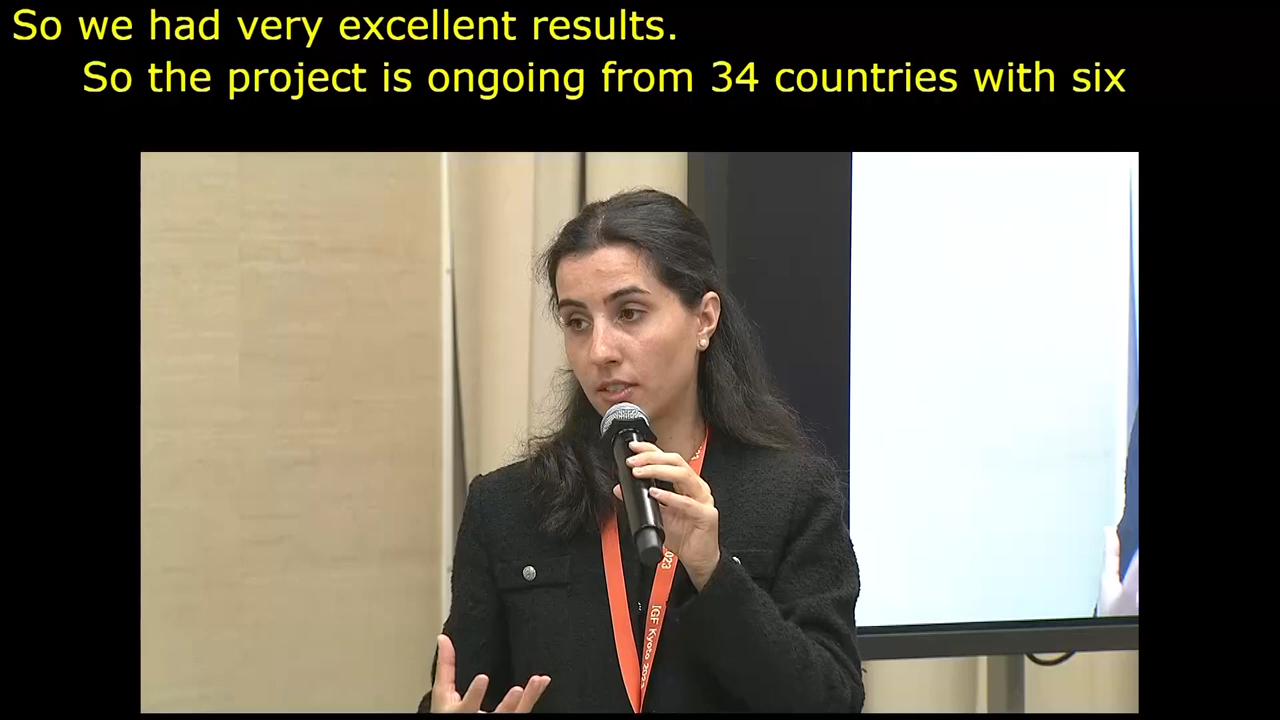 So we had very excellent results.
So the project is ongoing from 34 countries with six
IGF Kyoto 2023
023